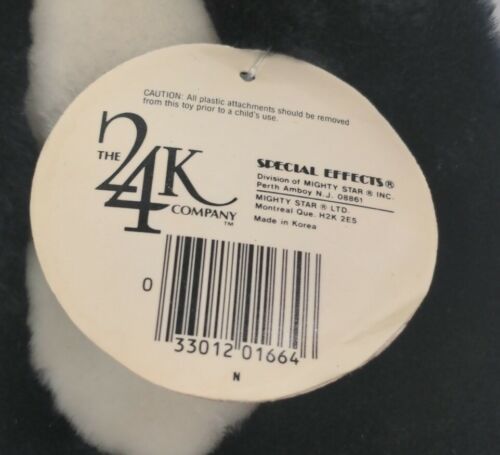 CAUTION: All plastic attachments should be removed
from this toy prior to a child's use.
THE 24K
COMPANY™
SPECIAL EFFECTS®
Division of MIGHTY STAR ® INC.
Perth Amboy N.J. 08861
MIGHTY STAR ® LTD.
Montreal Que. H2K 2E5
Made in Korea
0 33012 01664
N